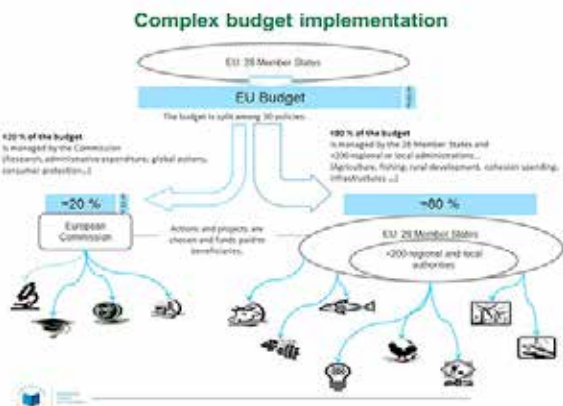 Complex budget implementation
EU: 28 Member States
EU Budget
The budget is split among 30 policies.
≈20 % of the budget
is managed by the Commission
(Research, administrative expenditure, global actions,
consumer protection...)
≈80 % of the budget
is managed by the 28 Member States and
>200 regional or local administrations...
(Agriculture, fishing, rural development, cohesion spending,
infrastructures ...)
≈20 %
≈80 %
European
Commission
Actions and projects are
chosen and funds paid to
beneficiaries.
EU: 28 Member States
>200 regional and local
authorities